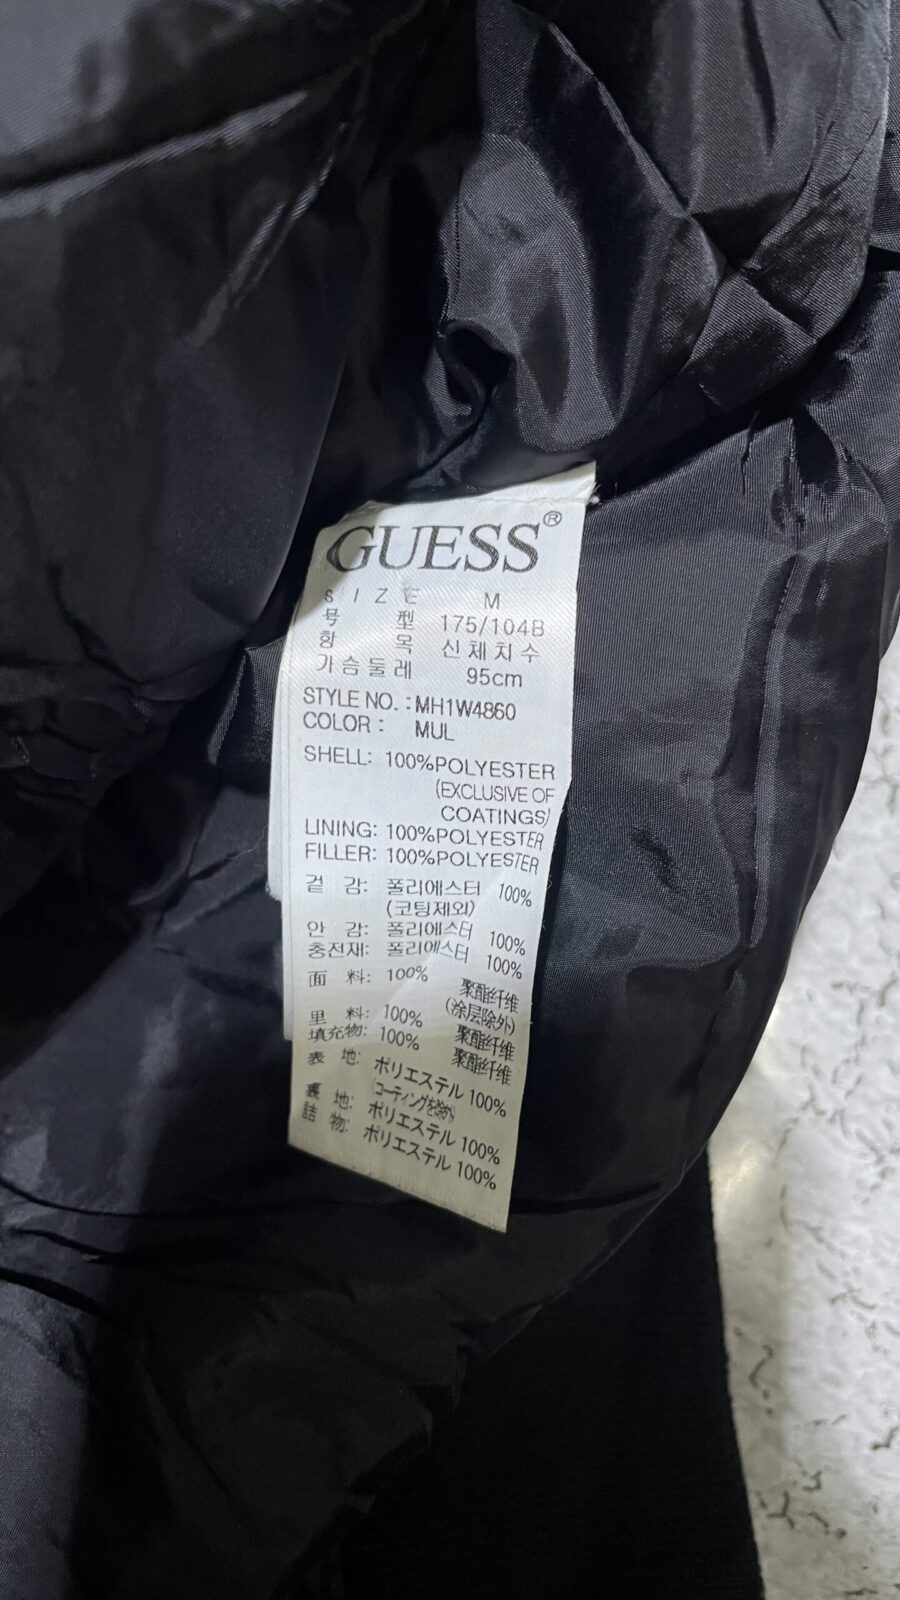 GUESS®
SIZE M
号型 175/104B
항목 신체치수
가슴둘레 95cm
STYLE NO. : MH1W4860
COLOR : MUL
SHELL: 100%POLYESTER
(EXCLUSIVE OF
COATINGS)
LINING: 100%POLYESTER
FILLER: 100%POLYESTER
겉감: 폴리에스터 100%
(코팅제외)
안감: 폴리에스터 100%
충전재: 폴리에스터 100%
面料: 100% 聚酯纤维
(涂层除外)
里料: 100% 聚酯纤维
填充物: 100% 聚酯纤维
表地: ポリエステル 100%
(コーティングを除外)
裏地: ポリエステル 100%
詰物: ポリエステル 100%